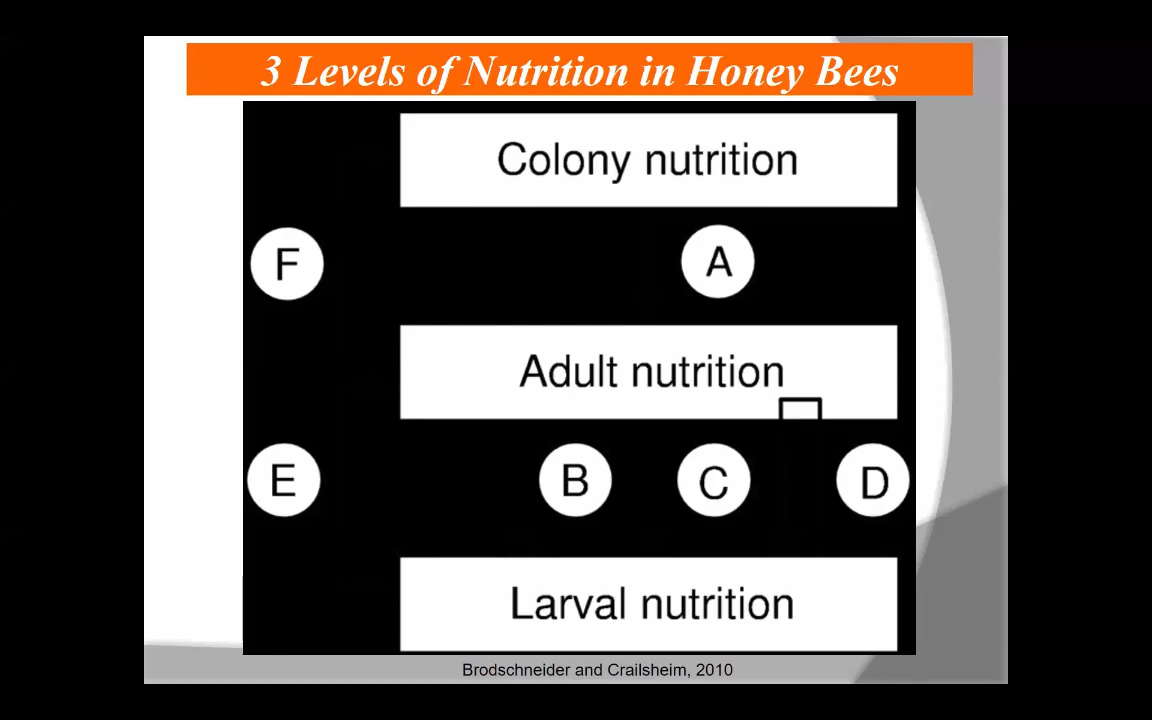 3 Levels of Nutrition in Honey Bees
Colony nutrition
F
A
Adult nutrition
E
B
C
D
Larval nutrition
Brodschneider and Crailsheim, 2010